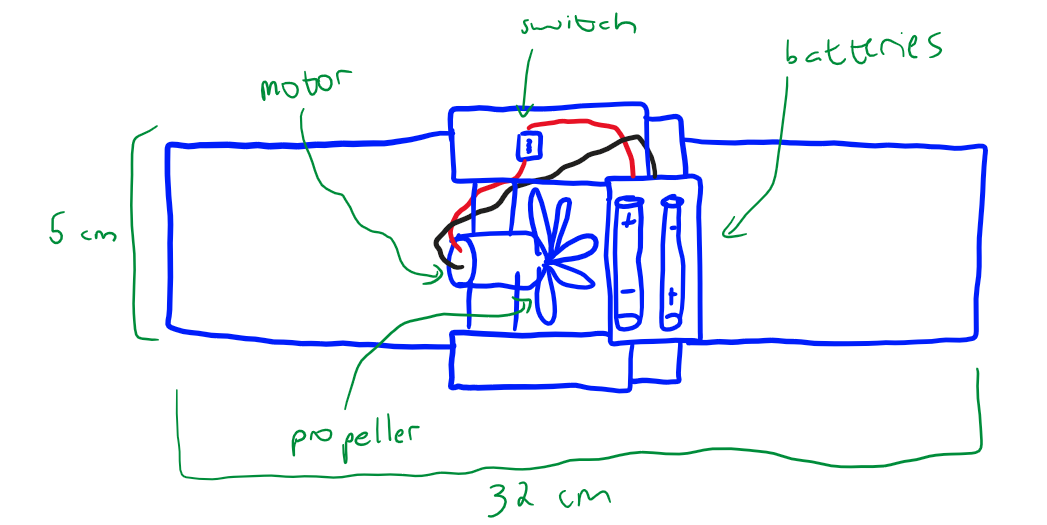 switch
batteries
motor
5 cm
+ -
- +
propeller
32 cm